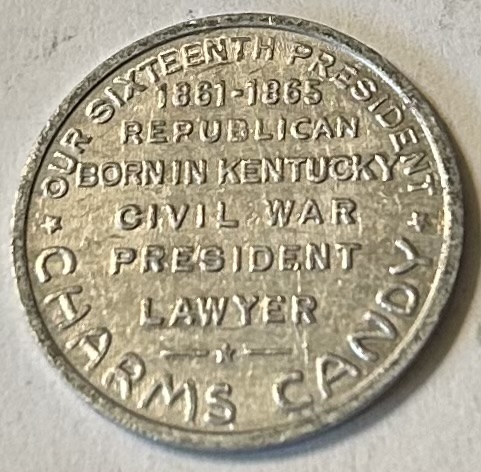 OUR SIXTEENTH PRESIDENT
1861-1865
REPUBLICAN
BORN IN KENTUCKY
CIVIL WAR
PRESIDENT
LAWYER
CHARMS CANDY